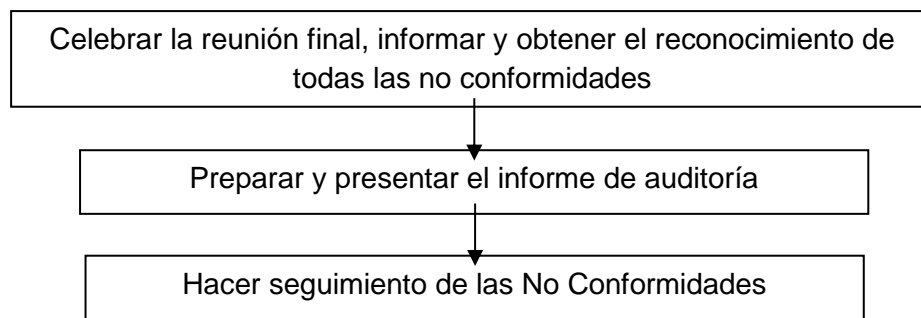 Celebrar la reunión final, informar y obtener el reconocimiento de
todas las no conformidades
Preparar y presentar el informe de auditoría
Hacer seguimiento de las No Conformidades